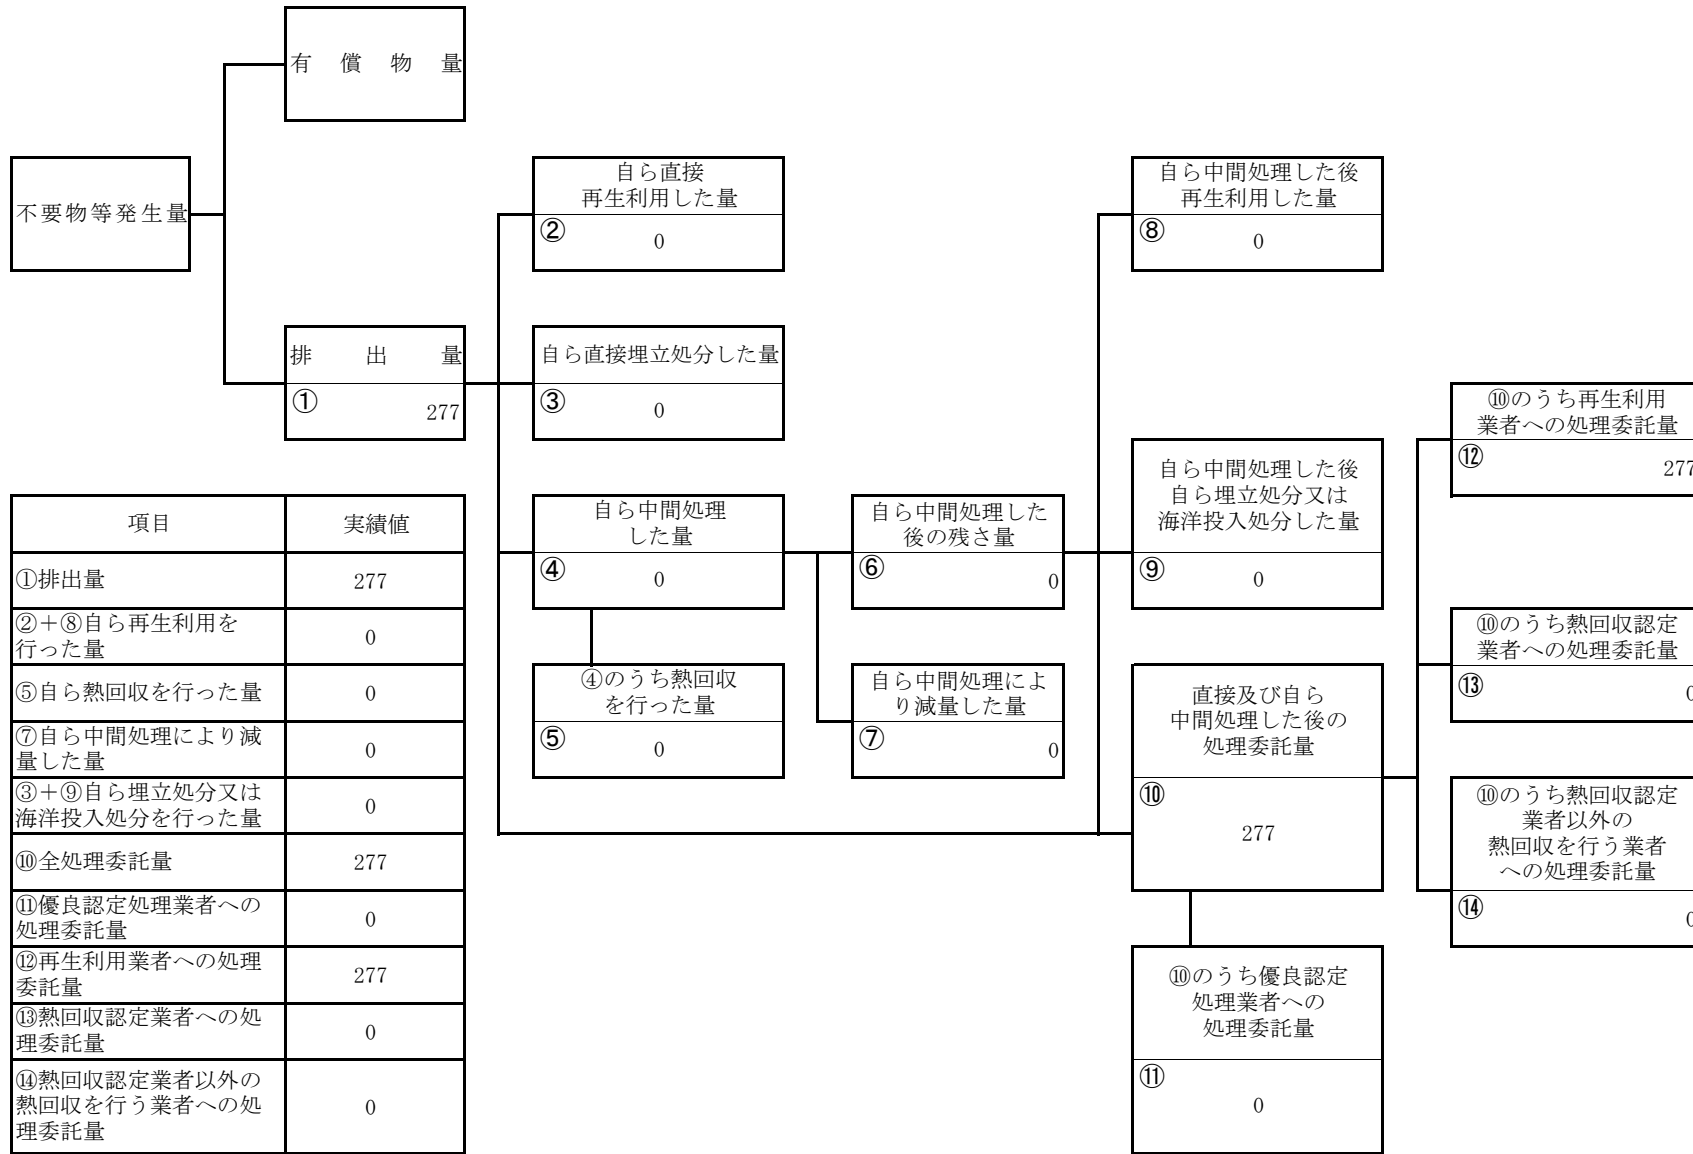 有償物量
不要物等発生量
排出量
①
277
自ら直接
再生利用した量
②
0
自ら直接埋立処分した量
③
0
自ら中間処理
した量
④
0
④のうち熱回収
を行った量
⑤
0
自ら中間処理した
後の残さ量
⑥
0
自ら中間処理によ
り減量した量
⑦
0
自ら中間処理した後
再生利用した量
⑧
0
自ら中間処理した後
自ら埋立処分又は
海洋投入処分した量
⑨
0
直接及び自ら
中間処理した後の
処理委託量
⑩
277
⑩のうち優良認定
処理業者への
処理委託量
⑪
0
⑩のうち再生利用
業者への処理委託量
⑫
277
⑩のうち熱回収認定
業者への処理委託量
⑬
0
⑩のうち熱回収認定
業者以外の
熱回収を行う業者
への処理委託量
⑭
0
項目 実績値
①排出量 277
②＋⑧自ら再生利用を
行った量 0
⑤自ら熱回収を行った量 0
⑦自ら中間処理により減
量した量 0
③＋⑨自ら埋立処分又は
海洋投入処分を行った量 0
⑩全処理委託量 277
⑪優良認定処理業者への
処理委託量 0
⑫再生利用業者への処理
委託量 277
⑬熱回収認定業者への処
理委託量 0
⑭熱回収認定業者以外の
熱回収を行う業者への処
理委託量 0